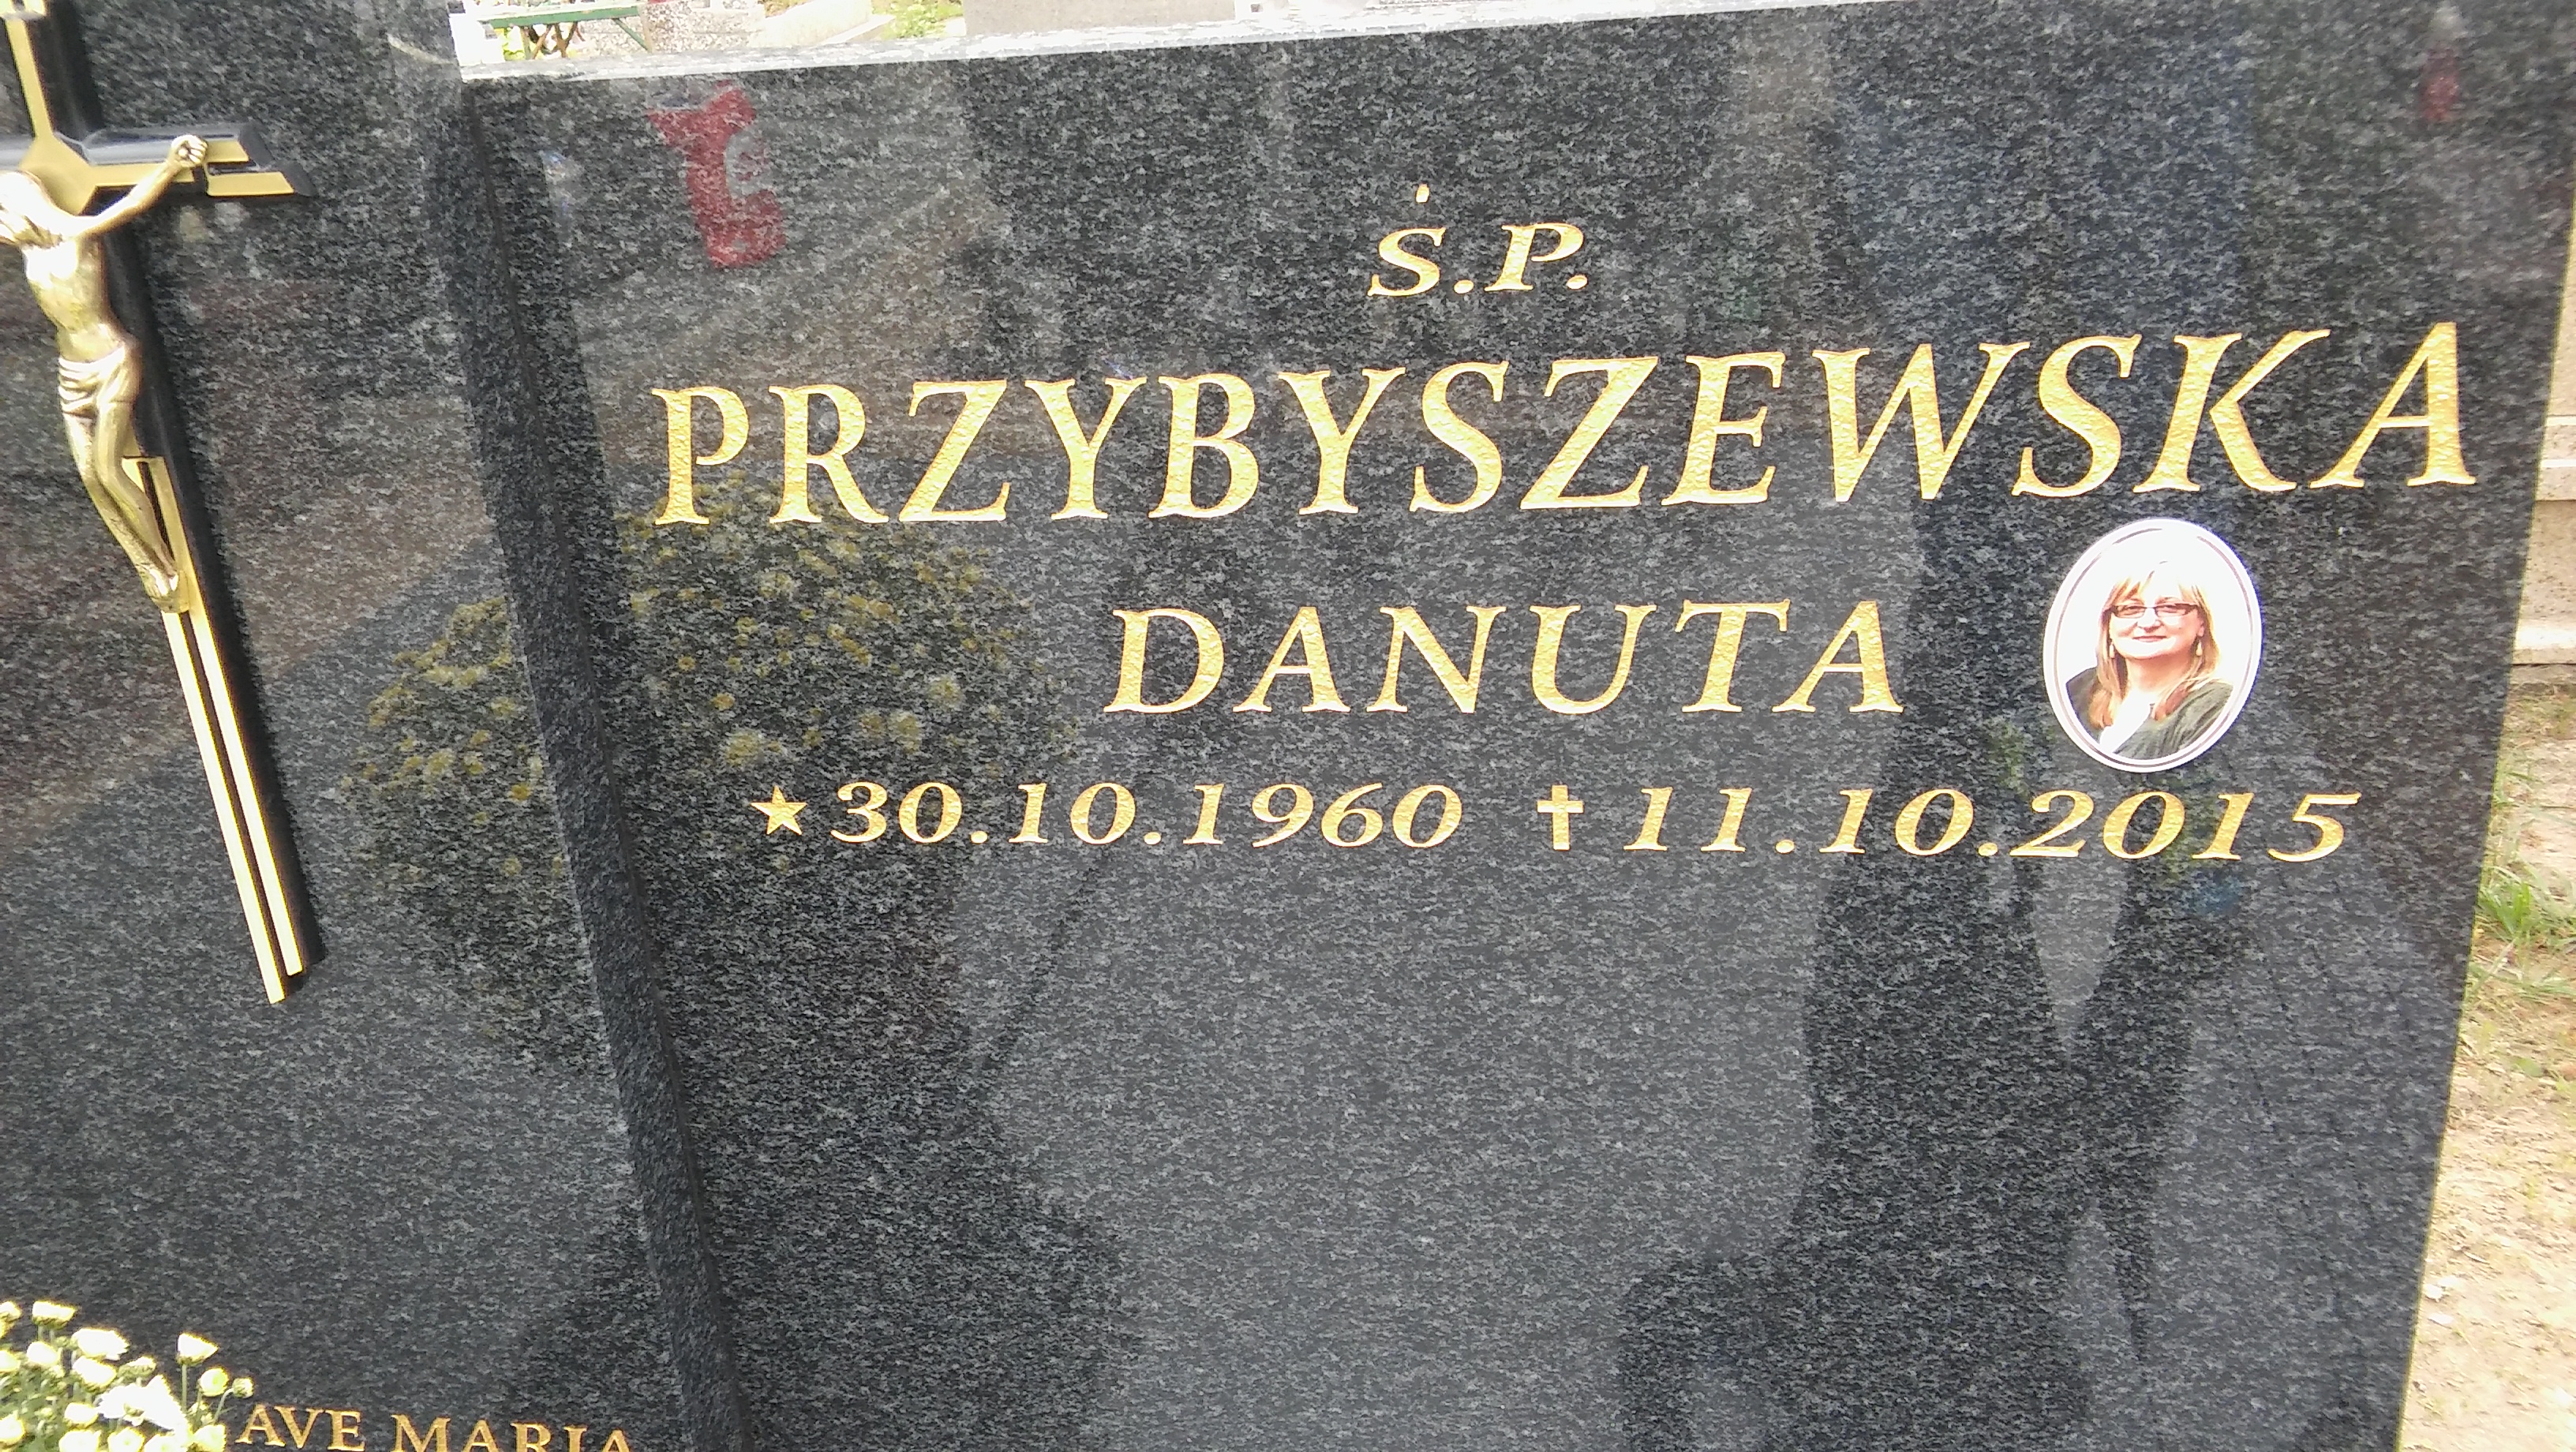 Ś.P.
PRZYBYSZEWSKA
DANUTA
★30.10.1960 ✝11.10.2015
AVE MARIA